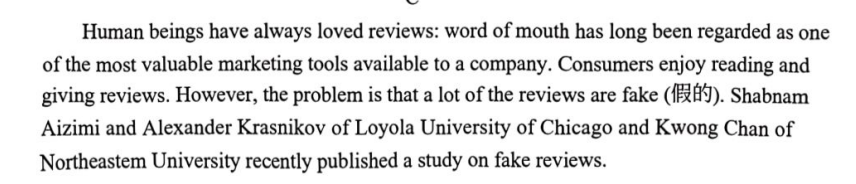 Human beings have always loved reviews: word of mouth has long been regarded as one
of the most valuable marketing tools available to a company. Consumers enjoy reading and
giving reviews. However, the problem is that a lot of the reviews are fake (假的). Shabnam
Aizimi and Alexander Krasnikov of Loyola University of Chicago and Kwong Chan of
Northeastem University recently published a study on fake reviews.